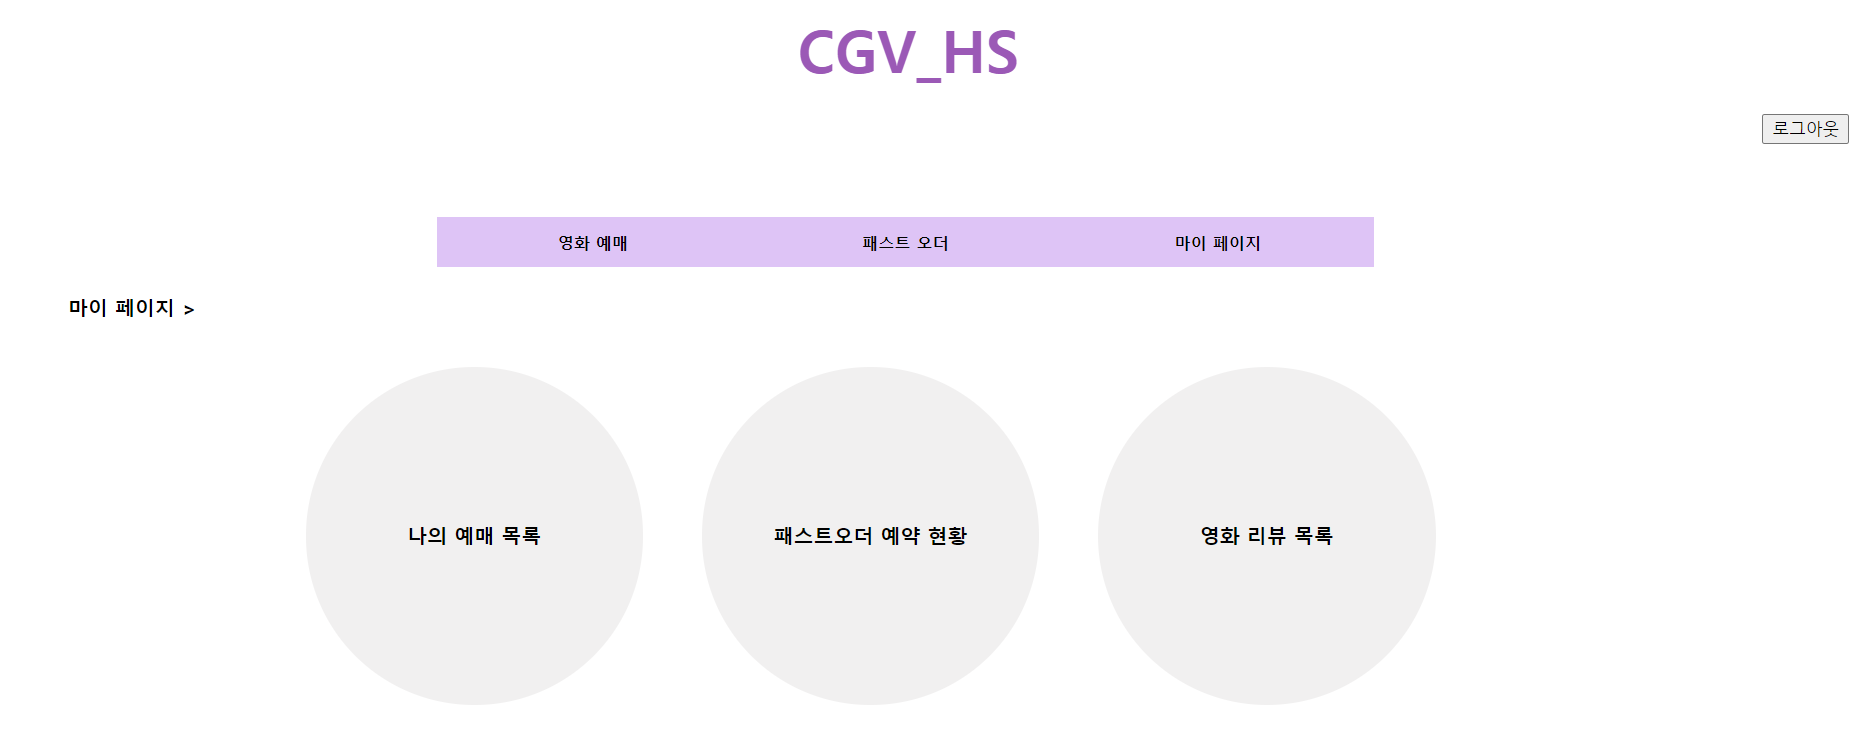 CGV_HS
로그아웃
영화 예매 패스트 오더 마이 페이지
마이 페이지 >
나의 예매 목록 패스트오더 예약 현황 영화 리뷰 목록